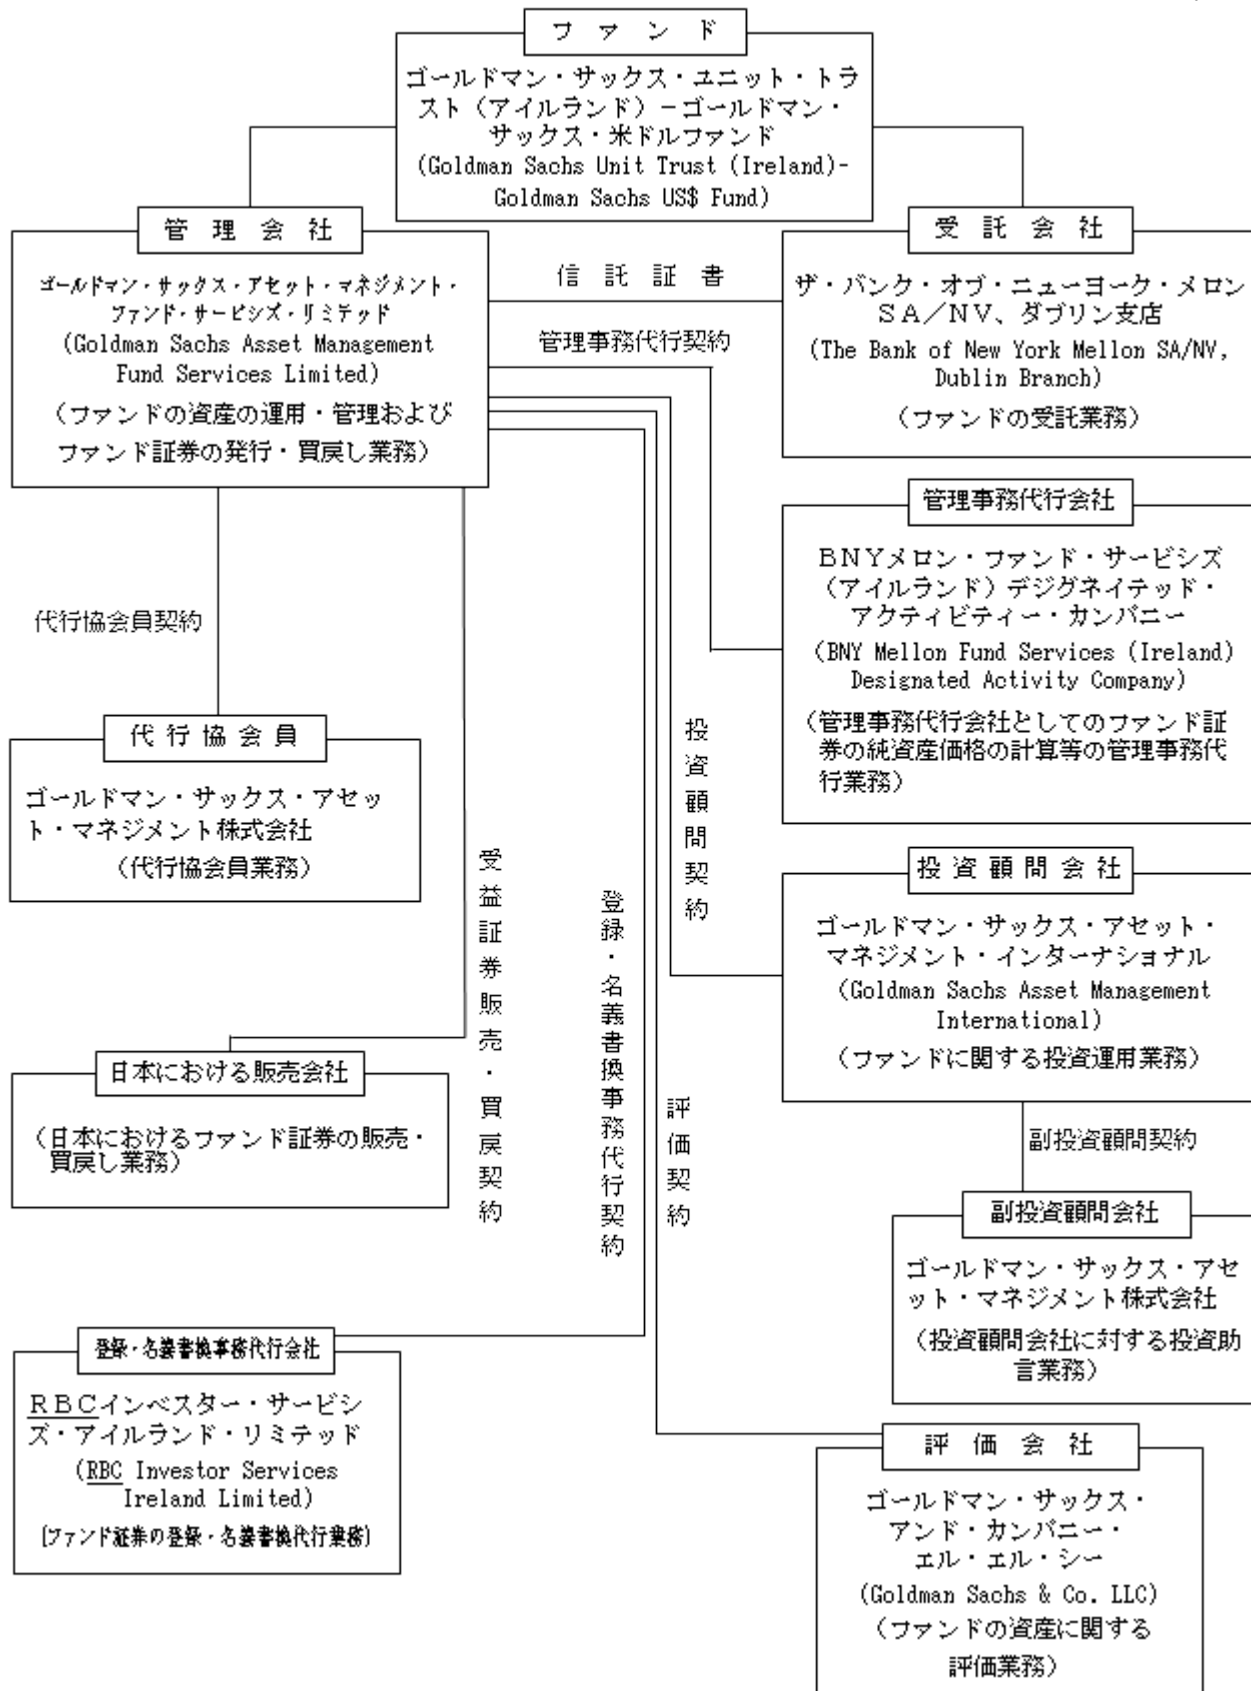 ファンド
ゴールドマン・サックス・ユニット・トラ
スト（アイルランド）－ゴールドマン・
サックス・米ドルファンド
(Goldman Sachs Unit Trust (Ireland)-
Goldman Sachs US$ Fund)
管理会社
ゴールドマン・サックス・アセット・マネジメント・
ファンド・サービシズ・リミテッド
(Goldman Sachs Asset Management
Fund Services Limited)
（ファンドの資産の運用・管理および
ファンド証券の発行・買戻し業務）
信託証書
管理事務代行契約
受託会社
ザ・バンク・オブ・ニューヨーク・メロン
ＳＡ／ＮＶ、ダブリン支店
(The Bank of New York Mellon SA/NV,
Dublin Branch)
（ファンドの受託業務）
管理事務代行会社
ＢＮＹメロン・ファンド・サービシズ
（アイルランド）デジグネイテッド・
アクティビティー・カンパニー
(BNY Mellon Fund Services (Ireland)
Designated Activity Company)
（管理事務代行会社としてのファンド証
券の純資産価格の計算等の管理事務代
行業務）
代行協会員契約
代行協会員
ゴールドマン・サックス・アセッ
ト・マネジメント株式会社
（代行協会員業務）
受益証券販売・買戻契約
登録・名義書換事務代行契約
投資顧問契約
評価契約
投資顧問会社
ゴールドマン・サックス・アセット・
マネジメント・インターナショナル
(Goldman Sachs Asset Management
International)
（ファンドに関する投資運用業務）
日本における販売会社
（日本におけるファンド証券の販売・
買戻し業務）
副投資顧問契約
副投資顧問会社
ゴールドマン・サックス・アセ
ット・マネジメント株式会社
（投資顧問会社に対する投資助
言業務）
登録・名義書換事務代行会社
ＲＢＣインベスター・サービシ
ズ・アイルランド・リミテッド
(RBC Investor Services
Ireland Limited)
(ファンド証券の登録・名義書換代行業務)
評価会社
ゴールドマン・サックス・
アンド・カンパニー・
エル・エル・シー
(Goldman Sachs & Co. LLC)
（ファンドの資産に関する
評価業務）